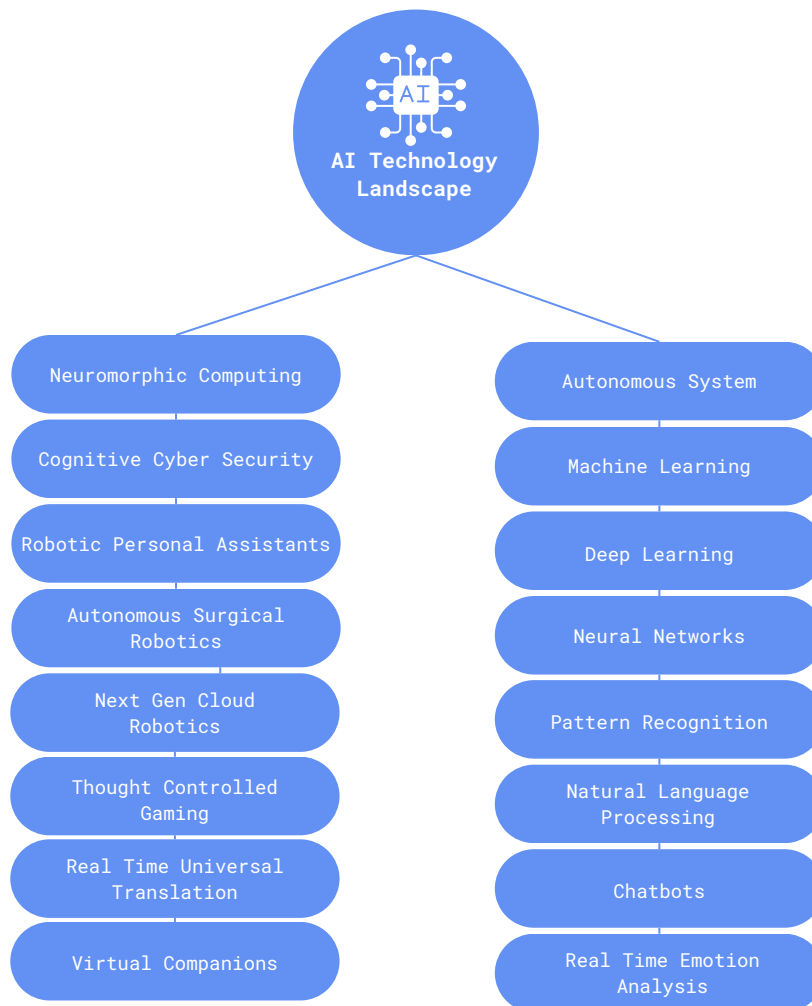 AI
AI Technology
Landscape
Neuromorphic Computing
Cognitive Cyber Security
Robotic Personal Assistants
Autonomous Surgical
Robotics
Next Gen Cloud
Robotics
Thought Controlled
Gaming
Real Time Universal
Translation
Virtual Companions
Autonomous System
Machine Learning
Deep Learning
Neural Networks
Pattern Recognition
Natural Language
Processing
Chatbots
Real Time Emotion
Analysis